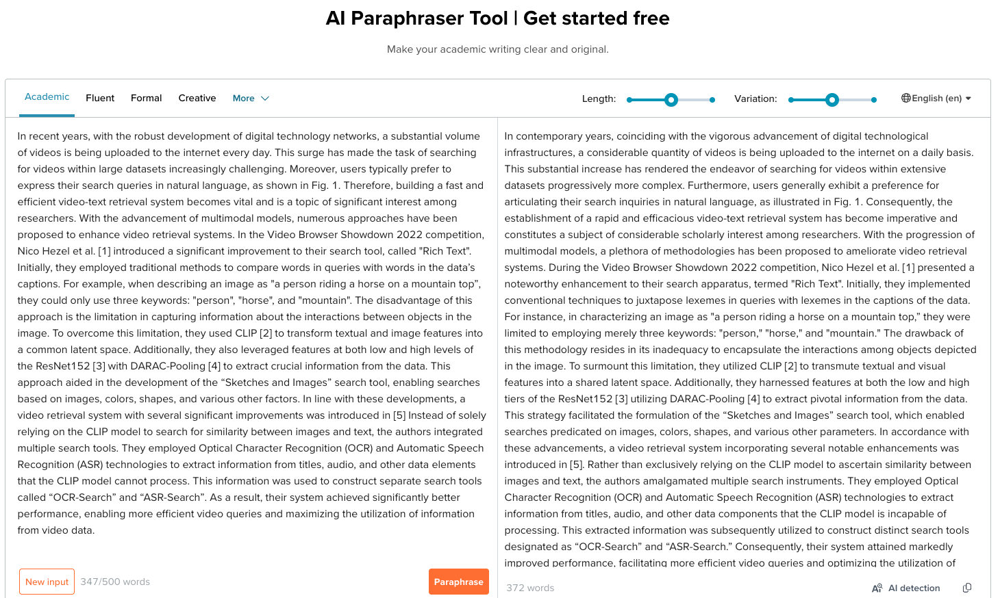 AI Paraphraser Tool | Get started free
Make your academic writing clear and original.
Academic
Fluent
Formal
Creative
More
Length:
Variation:
English (en)
In recent years, with the robust development of digital technology networks, a substantial volume
of videos is being uploaded to the internet every day. This surge has made the task of searching
for videos within large datasets increasingly challenging. Moreover, users typically prefer to
express their search queries in natural language, as shown in Fig. 1. Therefore, building a fast and
efficient video-text retrieval system becomes vital and is a topic of significant interest among
researchers. With the advancement of multimodal models, numerous approaches have been
proposed to enhance video retrieval systems. In the Video Browser Showdown 2022 competition,
Nico Hezel et al. [1] introduced a significant improvement to their search tool, called "Rich Text".
Initially, they employed traditional methods to compare words in queries with words in the data’s
captions. For example, when describing an image as "a person riding a horse on a mountain top”,
they could only use three keywords: "person", "horse", and "mountain". The disadvantage of this
approach is the limitation in capturing information about the interactions between objects in the
image. To overcome this limitation, they used CLIP [2] to transform textual and image features into
a common latent space. Additionally, they also leveraged features at both low and high levels of
the ResNet152 [3] with DARAC-Pooling [4] to extract crucial information from the data. This
approach aided in the development of the “Sketches and Images” search tool, enabling searches
based on images, colors, shapes, and various other factors. In line with these developments, a
video retrieval system with several significant improvements was introduced in [5] Instead of solely
relying on the CLIP model to search for similarity between images and text, the authors integrated
multiple search tools. They employed Optical Character Recognition (OCR) and Automatic Speech
Recognition (ASR) technologies to extract information from titles, audio, and other data elements
that the CLIP model cannot process. This information was used to construct separate search tools
called “OCR-Search” and “ASR-Search”. As a result, their system achieved significantly better
performance, enabling more efficient video queries and maximizing the utilization of information
from video data.
New input
347/500 words
Paraphrase
In contemporary years, coinciding with the vigorous advancement of digital technological
infrastructures, a considerable quantity of videos is being uploaded to the internet on a daily basis.
This substantial increase has rendered the endeavor of searching for videos within extensive
datasets progressively more complex. Furthermore, users generally exhibit a preference for
articulating their search inquiries in natural language, as illustrated in Fig. 1. Consequently, the
establishment of a rapid and efficacious video-text retrieval system has become imperative and
constitutes a subject of considerable scholarly interest among researchers. With the progression of
multimodal models, a plethora of methodologies has been proposed to ameliorate video retrieval
systems. During the Video Browser Showdown 2022 competition, Nico Hezel et al. [1] presented a
noteworthy enhancement to their search apparatus, termed "Rich Text". Initially, they implemented
conventional techniques to juxtapose lexemes in queries with lexemes in the captions of the data.
For instance, in characterizing an image as "a person riding a horse on a mountain top,” they were
limited to employing merely three keywords: "person," "horse," and "mountain." The drawback of
this methodology resides in its inadequacy to encapsulate the interactions among objects depicted
in the image. To surmount this limitation, they utilized CLIP [2] to transmute textual and visual
features into a shared latent space. Additionally, they harnessed features at both the low and high
tiers of the ResNet152 [3] utilizing DARAC-Pooling [4] to extract pivotal information from the data.
This strategy facilitated the formulation of the “Sketches and Images” search tool, which enabled
searches predicated on images, colors, shapes, and various other parameters. In accordance with
these advancements, a video retrieval system incorporating several notable enhancements was
introduced in [5]. Rather than exclusively relying on the CLIP model to ascertain similarity between
images and text, the authors amalgamated multiple search instruments. They employed Optical
Character Recognition (OCR) and Automatic Speech Recognition (ASR) technologies to extract
information from titles, audio, and other data components that the CLIP model is incapable of
processing. This extracted information was subsequently utilized to construct distinct search tools
designated as “OCR-Search” and “ASR-Search.” Consequently, their system attained markedly
improved performance, facilitating more efficient video queries and optimizing the utilization of
372 words
AI detection